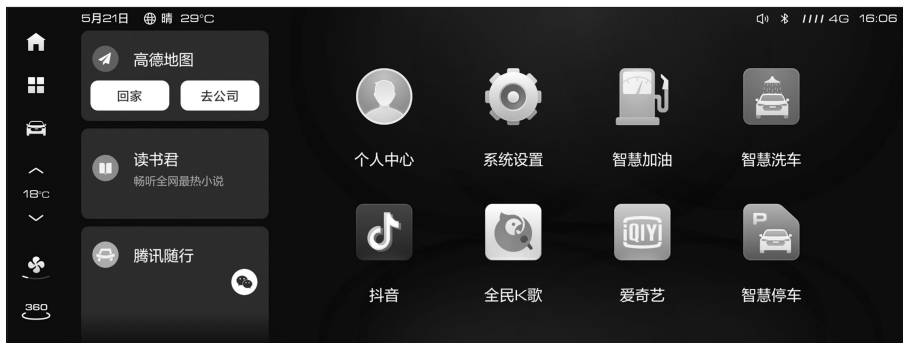 5月21日 晴 29°C
4G 16:06
18°C
360
高德地图
回家 去公司
读书君
畅听全网最热小说
腾讯随行
个人中心 系统设置 智慧加油 智慧洗车
iQIYI
P
抖音 全民K歌 爱奇艺 智慧停车